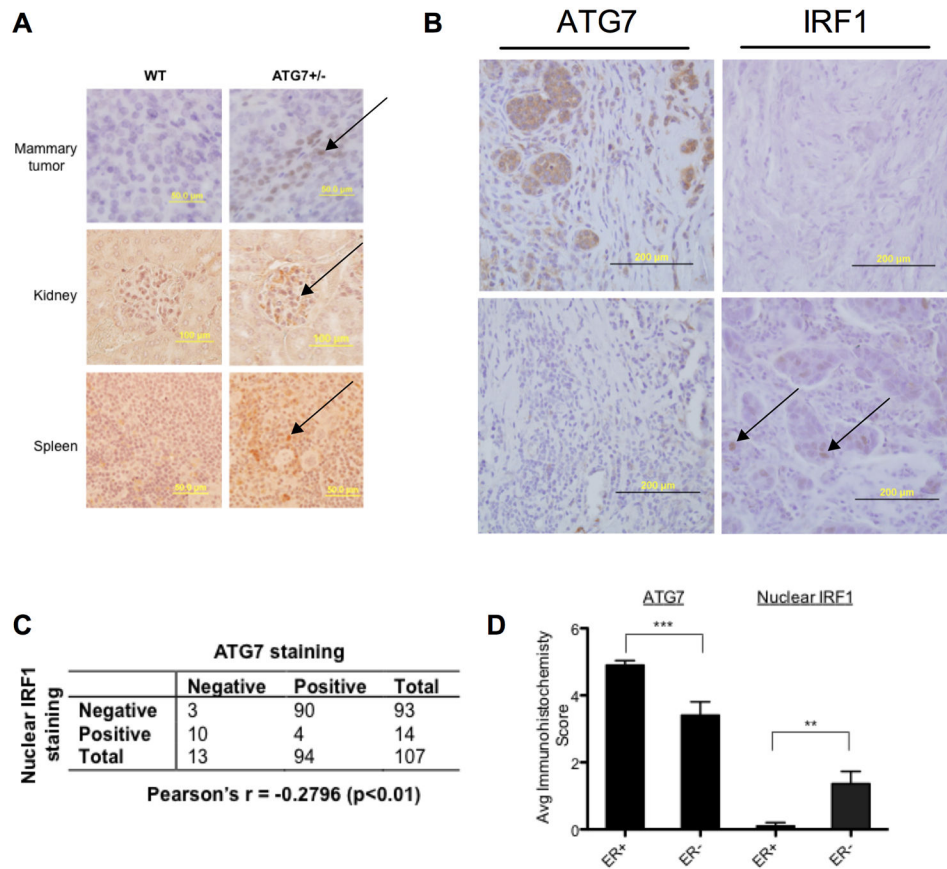 A
WT ATG7+/-
Mammary tumor
50.0 µm 50.0 µm
Kidney
100 µm 100 µm
Spleen
50.0 µm 50.0 µm
B
ATG7 IRF1
200 µm 200 µm
200 µm 200 µm
C
ATG7 staining
Nuclear IRF1 staining
Negative Positive Total
Negative 3 90 93
Positive 10 4 14
Total 13 94 107
Pearson's r = -0.2796 (p<0.01)
D
ATG7 Nuclear IRF1
Avg Immunohistochemisty Score
6
4
2
0
***
**
ER+ ER- ER+ ER-